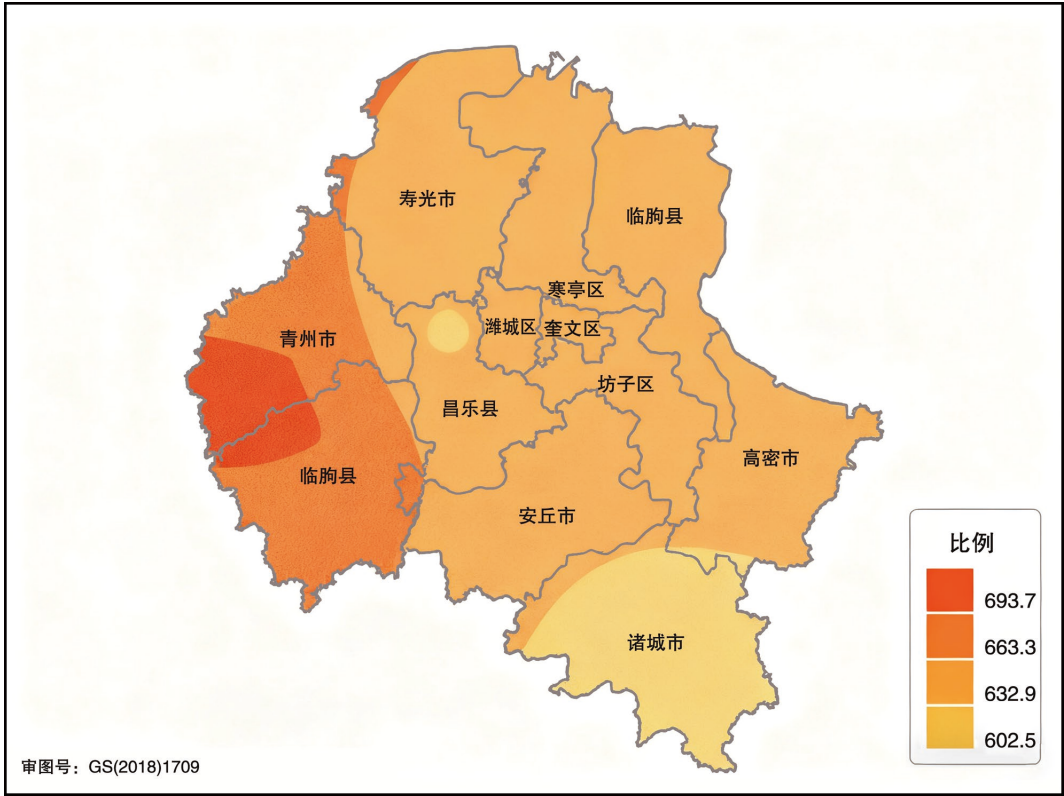 寿光市
临朐县
寒亭区
潍城区
奎文区
青州市
坊子区
昌乐县
高密市
临朐县
安丘市
诸城市
比例
693.7
663.3
632.9
602.5
审图号：GS(2018)1709